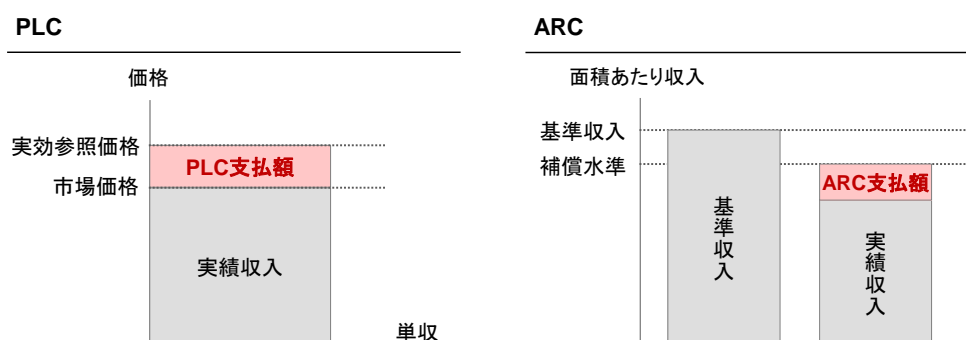 PLC
価格
実効参照価格
PLC支払額
市場価格
実績収入
単収
ARC
面積あたり収入
基準収入
補償水準
ARC支払額
基準収入
実績収入